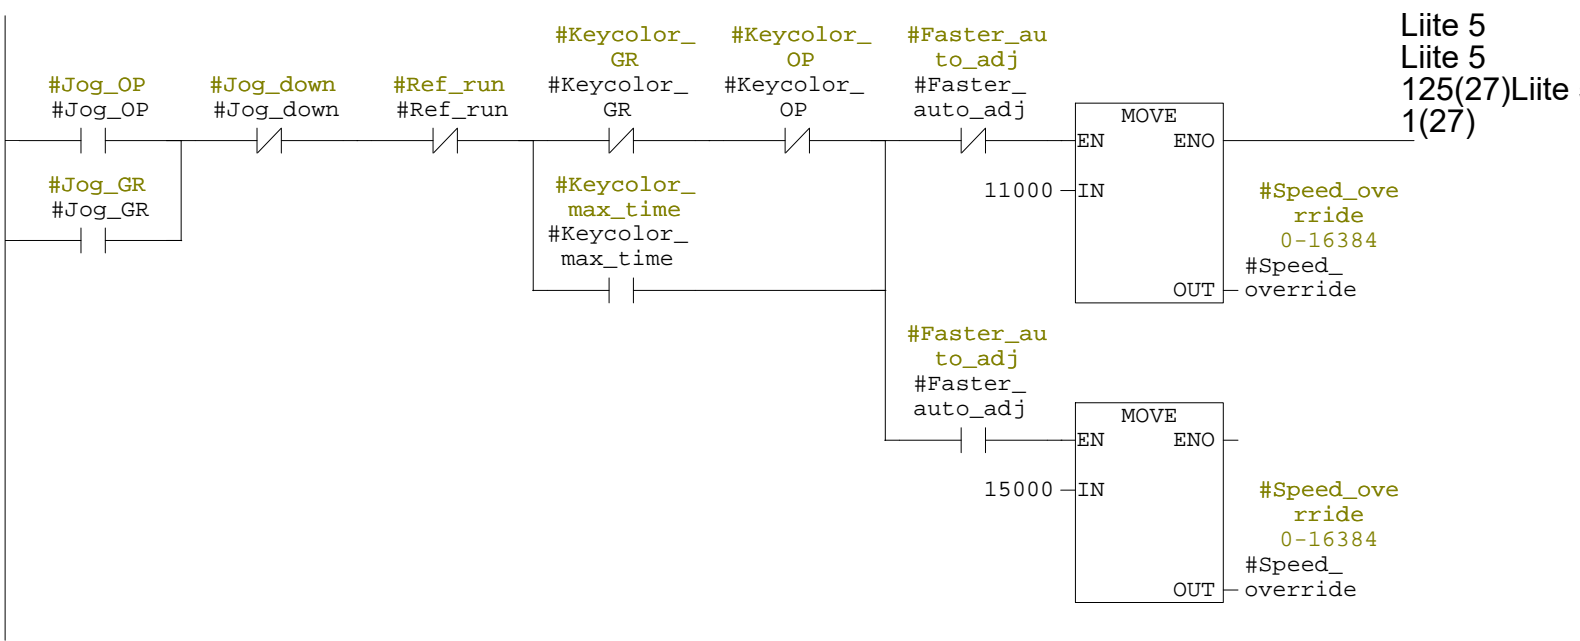 Liite 5
Liite 5
125(27)Liite
1(27)
#Jog_OP
#Jog_OP
#Jog_down
#Jog_down
#Ref_run
#Ref_run
#Keycolor_
GR
#Keycolor_
GR
#Keycolor_
OP
#Keycolor_
OP
#Faster_au
to_adj
#Faster_
auto_adj
MOVE
EN
ENO
11000
IN
#Speed_ove
rride
0-16384
#Speed_
override
OUT
#Jog_GR
#Jog_GR
#Keycolor_
max_time
#Keycolor_
max_time
#Faster_au
to_adj
#Faster_
auto_adj
MOVE
EN
ENO
15000
IN
#Speed_ove
rride
0-16384
#Speed_
override
OUT